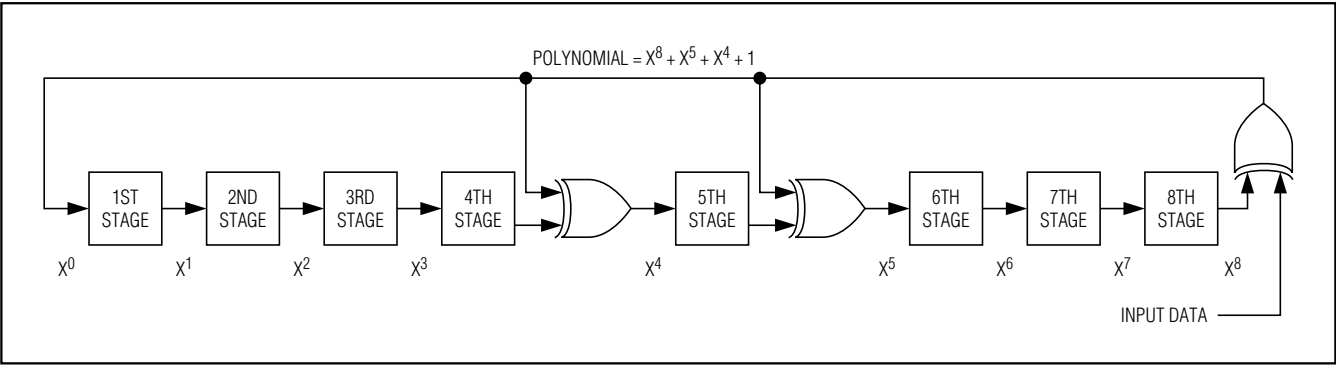 POLYNOMIAL = X⁸ + X⁵ + X⁴ + 1
1ST
STAGE
2ND
STAGE
3RD
STAGE
4TH
STAGE
5TH
STAGE
6TH
STAGE
7TH
STAGE
8TH
STAGE
X⁰
X¹
X²
X³
X⁴
X⁵
X⁶
X⁷
X⁸
INPUT DATA